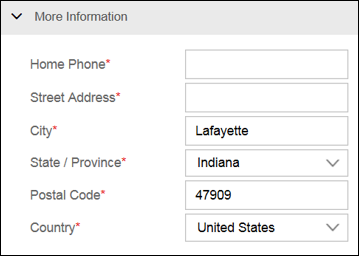 More Information
Home Phone*
Street Address*
City* Lafayette
State / Province* Indiana
Postal Code* 47909
Country* United States